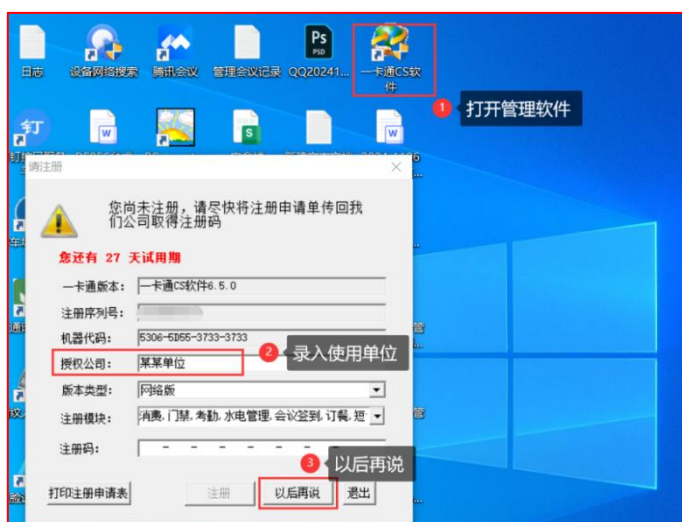 Ps
PSD
日志
设备网络搜索
腾讯会议
管理会议记录
QQ20241...
一卡通CS软件
1 打开管理软件
钉
W
S
W
请注册
您尚未注册，请尽快将注册申请单传回我
们公司取得注册码
您还有 27 天试用期
一卡通版本： 一卡通CS软件6.5.0
注册序列号：
机器代码： 5306-5D55-3733-3733
2 录入使用单位
授权公司： 某某单位
版本类型： 网络版
注册模块： 消费,门禁,考勤,水电管理,会议签到,订餐,短
注册码： - - - - - - -
3 以后再说
打印注册申请表 注册 以后再说 退出